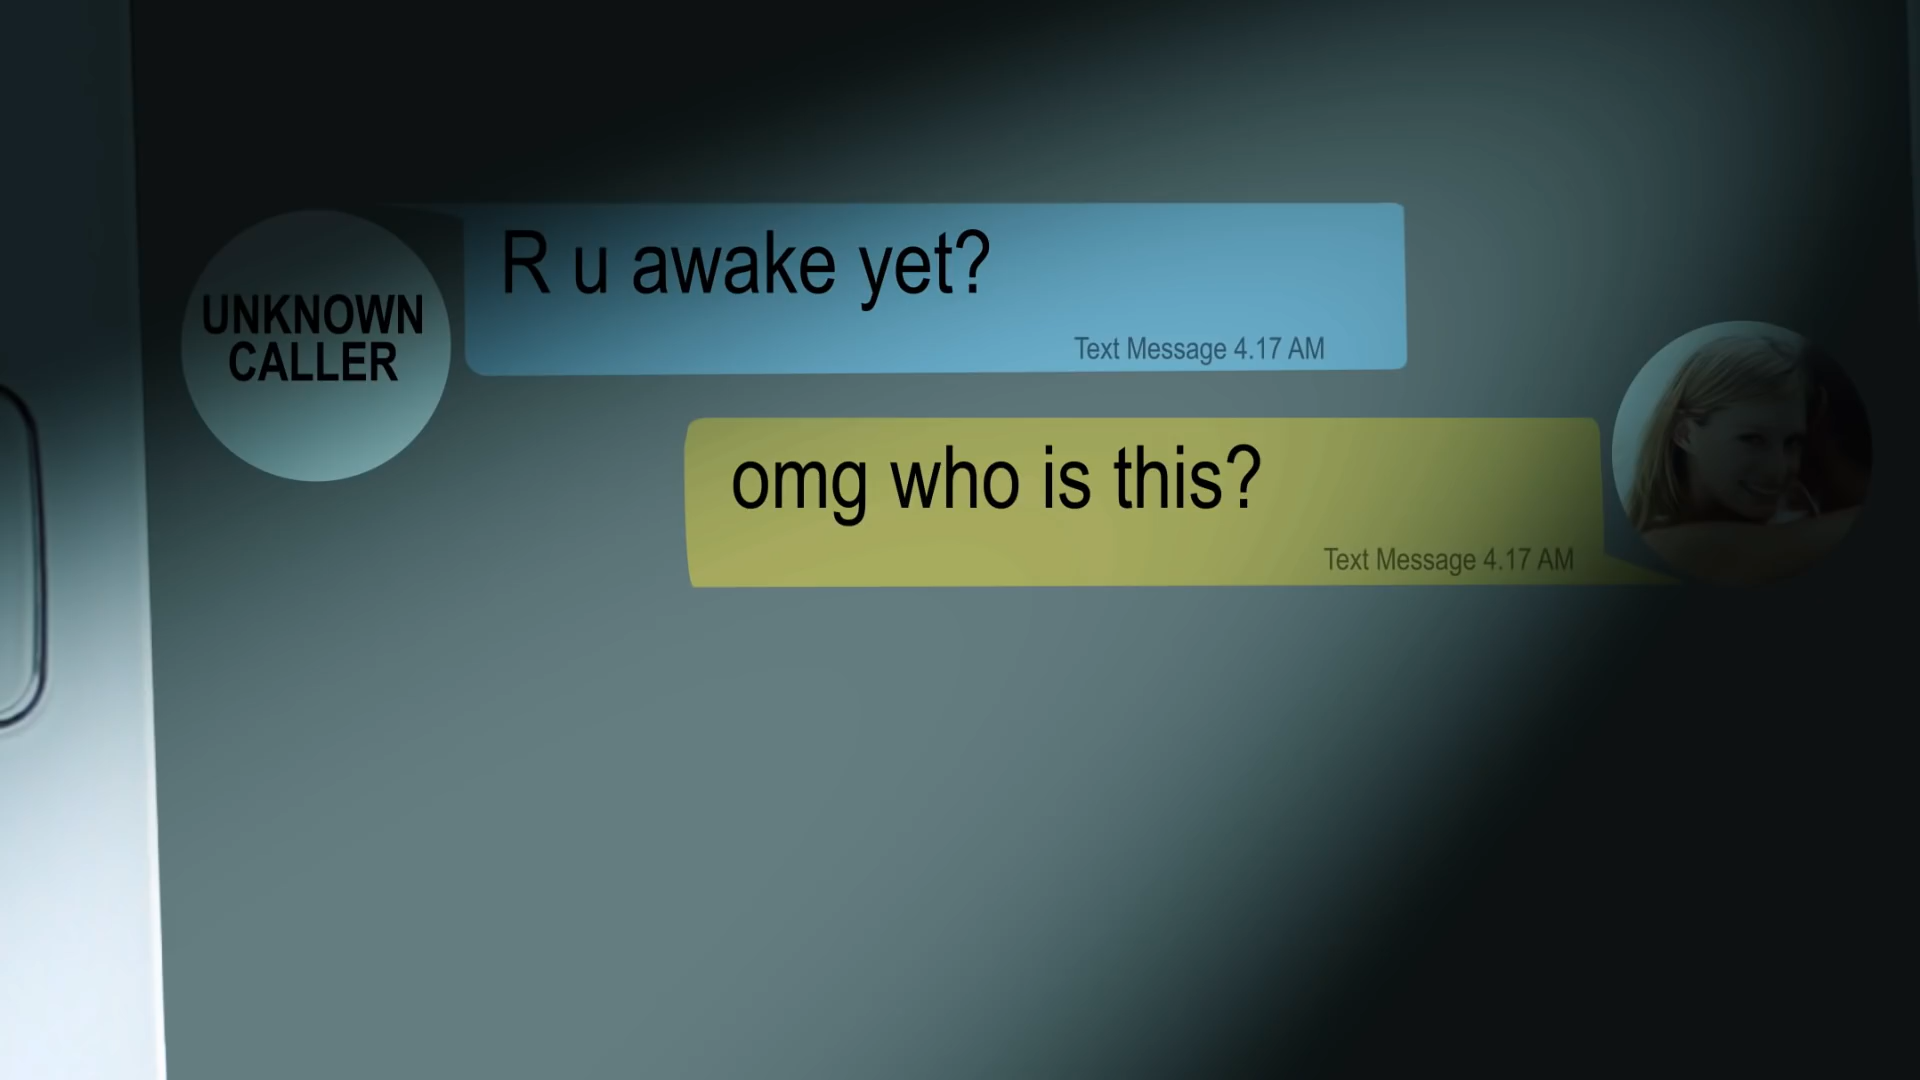 UNKNOWN
CALLER
R u awake yet?
Text Message 4.17 AM
omg who is this?
Text Message 4.17 AM